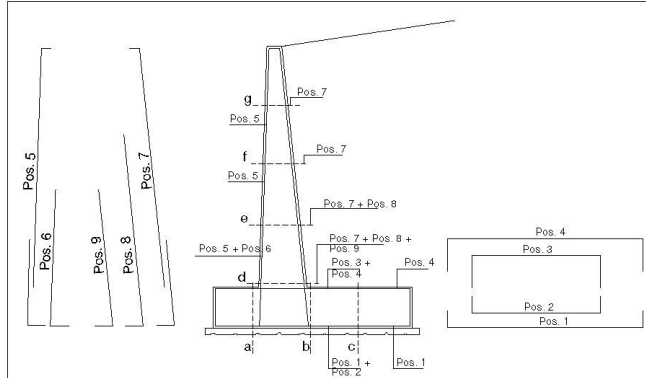 g
Pos. 7
Pos. 5
f
Pos. 7
Pos. 5
Pos. 5
Pos. 7
Pos. 6
Pos. 9
Pos. 8
e
Pos. 7 + Pos. 8
Pos. 5 + Pos. 6
Pos. 7 + Pos. 8 +
Pos. 9
d
Pos. 3 +
Pos. 4
Pos. 4
Pos. 4
Pos. 3
Pos. 2
Pos. 1
a
b
c
Pos. 1 +
Pos. 2
Pos. 1